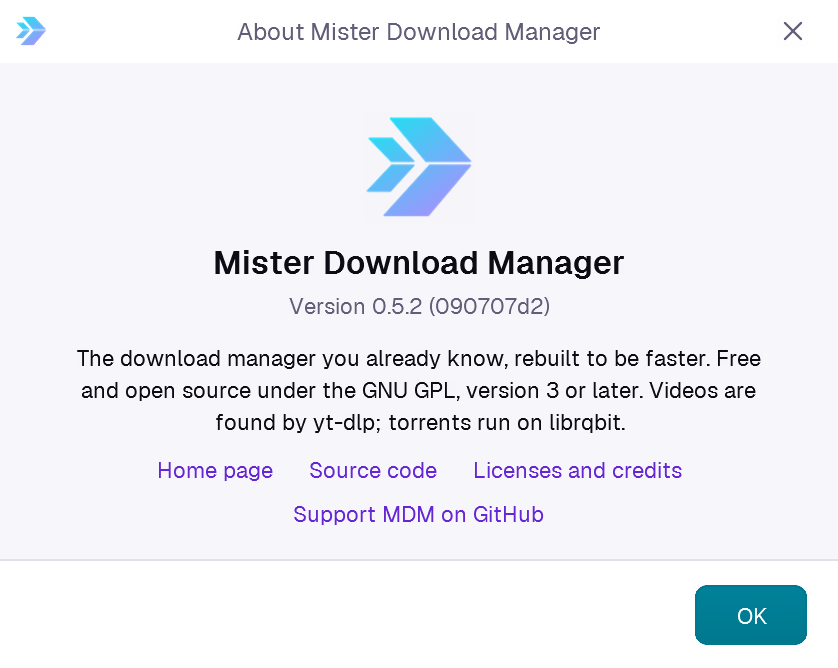 About Mister Download Manager
Mister Download Manager
Version 0.5.2 (090707d2)
The download manager you already know, rebuilt to be faster. Free
and open source under the GNU GPL, version 3 or later. Videos are
found by yt-dlp; torrents run on librqbit.
Home page Source code Licenses and credits
Support MDM on GitHub
OK